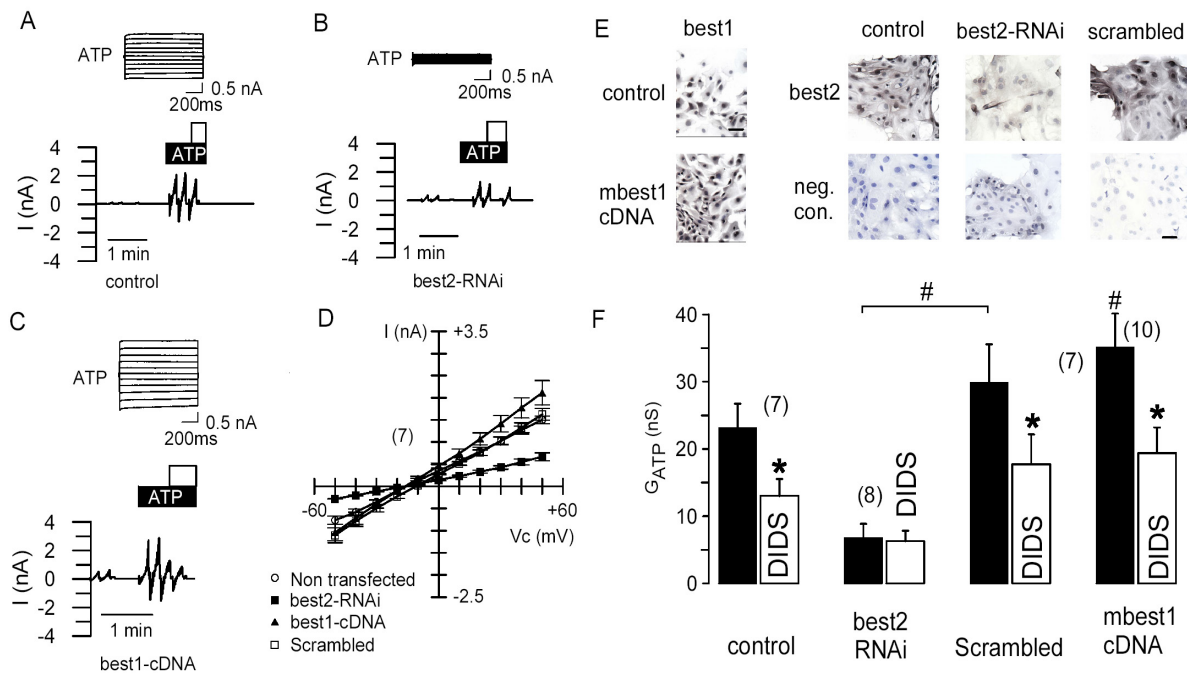 A
ATP
0.5 nA
200ms
ATP
I (nA)
4
2
0
-2
-4
1 min
control
B
ATP
0.5 nA
200ms
ATP
I (nA)
4
2
0
-2
-4
1 min
best2-RNAi
C
ATP
0.5 nA
200ms
ATP
I (nA)
4
2
0
-2
-4
1 min
best1-cDNA
D
I (nA)
+3.5
(7)
-60
+60
Vc (mV)
-2.5
Non transfected
best2-RNAi
best1-cDNA
Scrambled
E
best1
control
best2-RNAi
scrambled
control
best2
mbest1
cDNA
neg.
con.
F
GATP (nS)
40
30
20
10
0
#
#
(7)
*
(8)
DIDS
DIDS
*
DIDS
(7)
(10)
*
DIDS
control
best2
RNAi
Scrambled
mbest1
cDNA